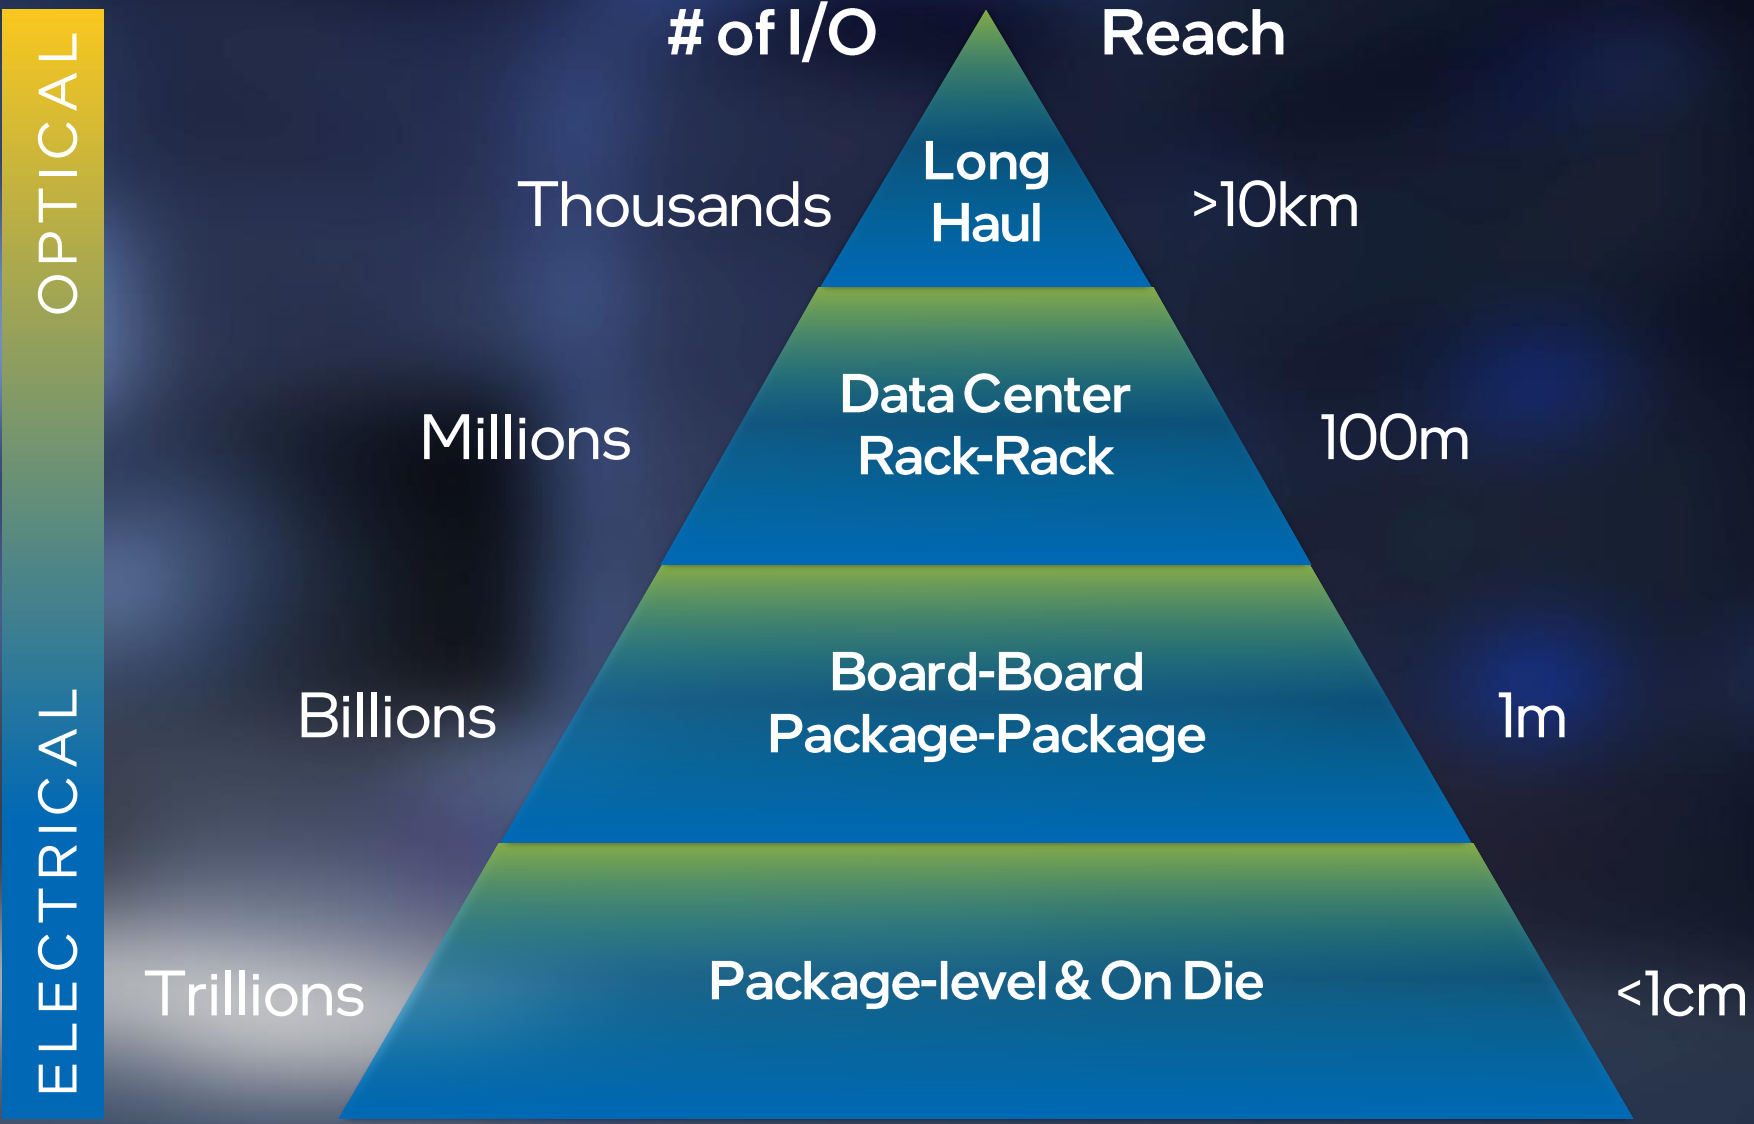 # of I/O
Reach
OPTICAL
Thousands
Long
Haul
>10km
Millions
Data Center
Rack-Rack
100m
Billions
Board-Board
Package-Package
1m
ELECTRICAL
Trillions
Package-level & On Die
<1cm